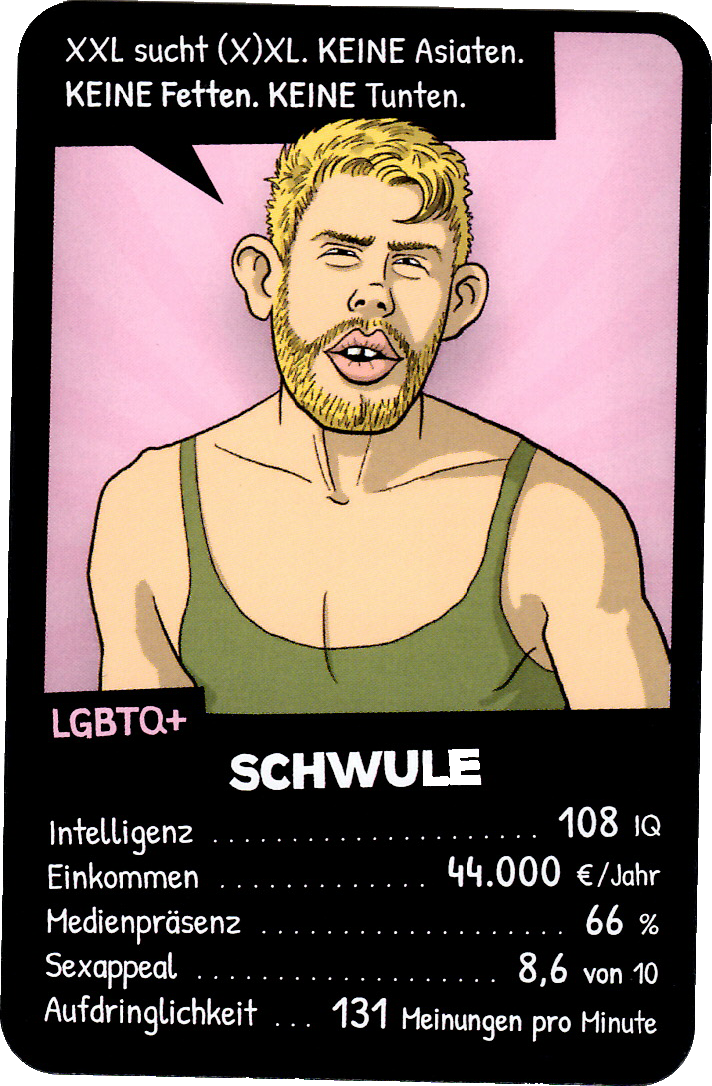 XXL sucht (X)XL. KEINE Asiaten.
KEINE Fetten. KEINE Tunten.
LGBTQ+
SCHWULE
Intelligenz ..................... 108 IQ
Einkommen ............. 44.000 €/Jahr
Medienpräsenz ................... 66 %
Sexappeal ................... 8,6 von 10
Aufdringlichkeit ... 131 Meinungen pro Minute